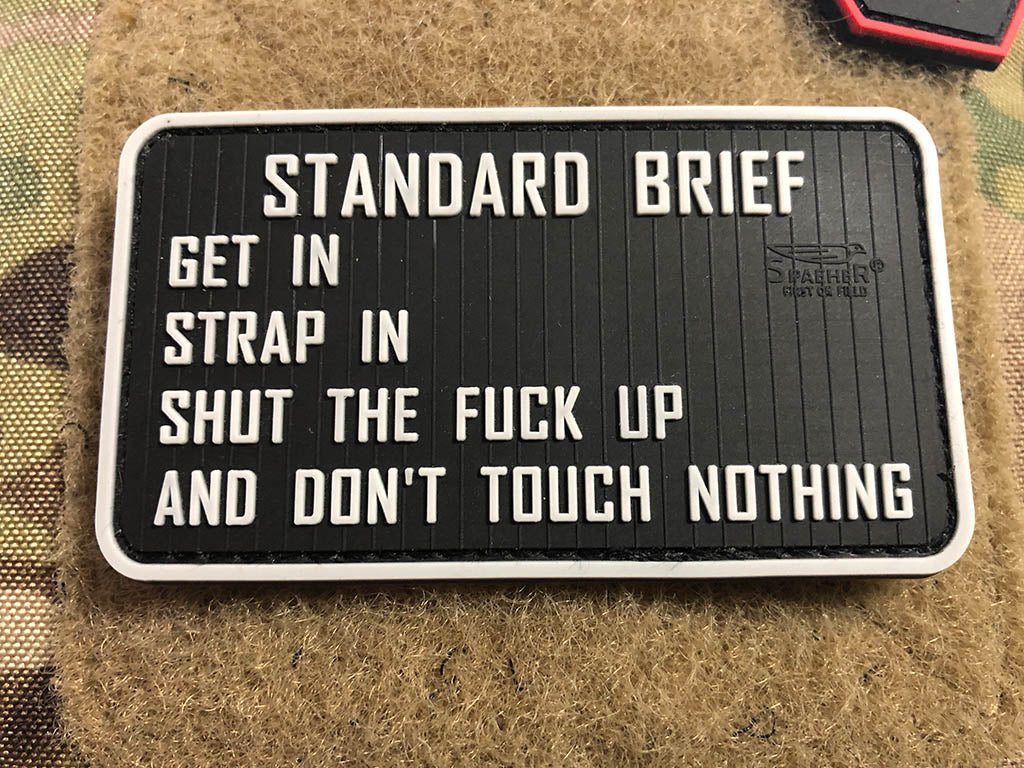 STANDARD BRIEF
GET IN
SPAEHER®
FIRST ON FIELD
STRAP IN
SHUT THE FUCK UP
AND DON'T TOUCH NOTHING